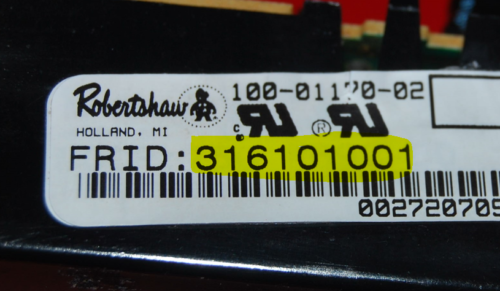 Robertshaw 100-01170-02
HOLLAND, MI
FRID: 316101001
002720705